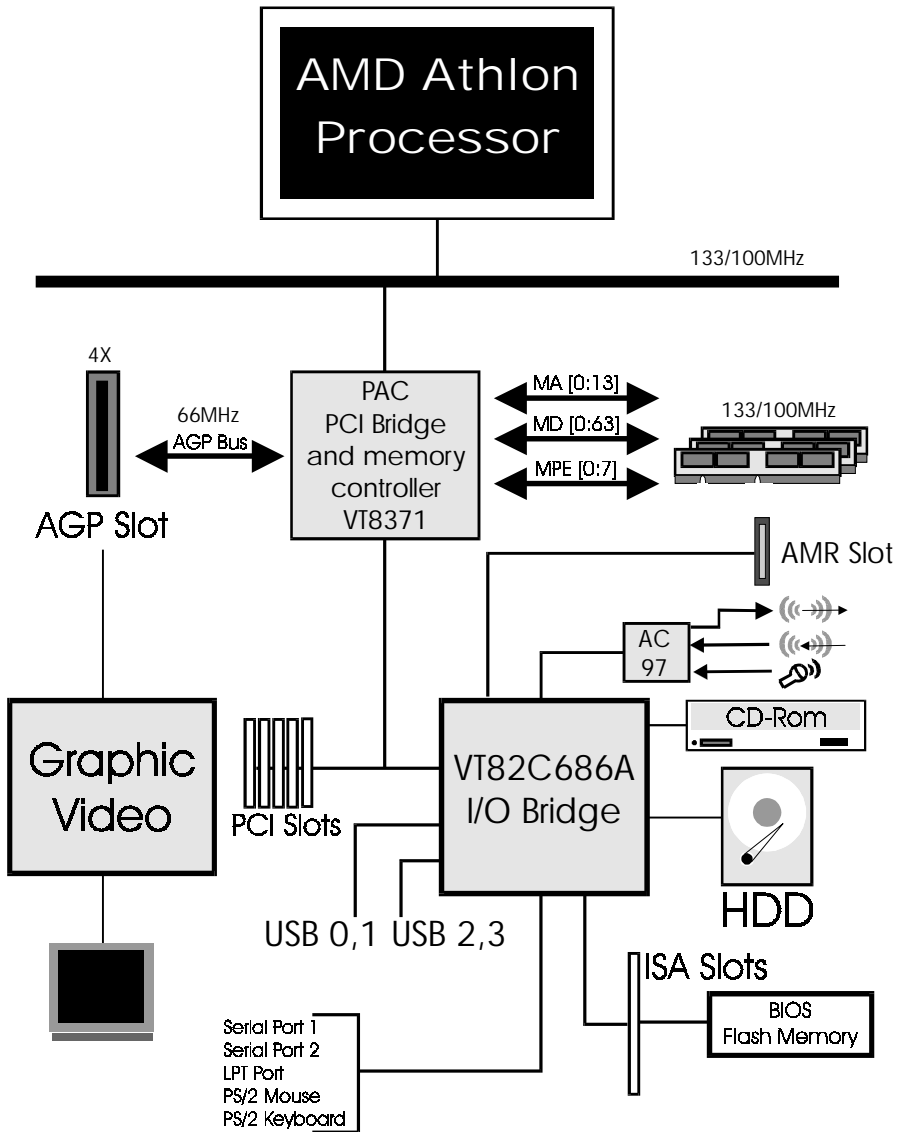 AMD Athlon
Processor
133/100MHz
4X
66MHz
AGP Bus
AGP Slot
PAC
PCI Bridge
and memory
controller
VT8371
MA [0:13]
MD [0:63]
MPE [0:7]
133/100MHz
AMR Slot
AC
97
CD-Rom
Graphic
Video
PCI Slots
VT82C686A
I/O Bridge
HDD
USB 0,1
USB 2,3
ISA Slots
BIOS
Flash Memory
Serial Port 1
Serial Port 2
LPT Port
PS/2 Mouse
PS/2 Keyboard